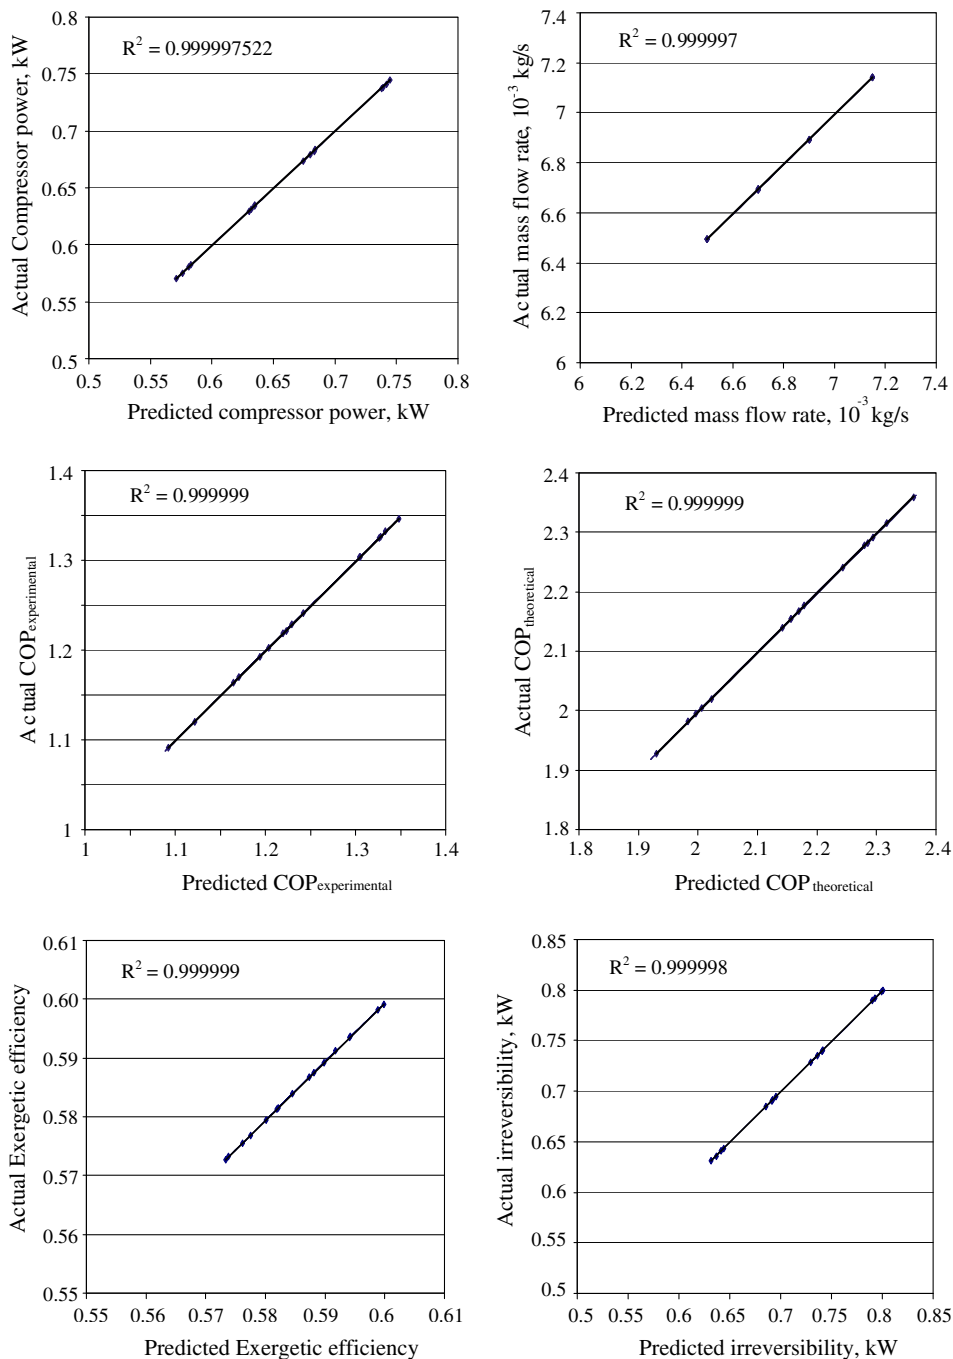 R2 = 0.999997522
Actual Compressor power, kW
0.8
0.75
0.7
0.65
0.6
0.55
0.5
0.5 0.55 0.6 0.65 0.7 0.75 0.8
Predicted compressor power, kW
R2 = 0.999997
Actual mass flow rate, 10-3 kg/s
7.4
7.2
7
6.8
6.6
6.4
6.2
6
6 6.2 6.4 6.6 6.8 7 7.2 7.4
Predicted mass flow rate, 10-3 kg/s
R2 = 0.999999
Actual COPexperimental
1.4
1.3
1.2
1.1
1
1 1.1 1.2 1.3 1.4
Predicted COPexperimental
R2 = 0.999999
Actual COPtheoretical
2.4
2.3
2.2
2.1
2
1.9
1.8
1.8 1.9 2 2.1 2.2 2.3 2.4
Predicted COP theoretical
R2 = 0.999999
Actual Exergetic efficiency
0.61
0.60
0.59
0.58
0.57
0.56
0.55
0.55 0.56 0.57 0.58 0.59 0.6 0.61
Predicted Exergetic efficiency
R2 = 0.999998
Actual irreversibility, kW
0.85
0.8
0.75
0.7
0.65
0.6
0.55
0.5
0.5 0.55 0.6 0.65 0.7 0.75 0.8 0.85
Predicted irreversibility, kW